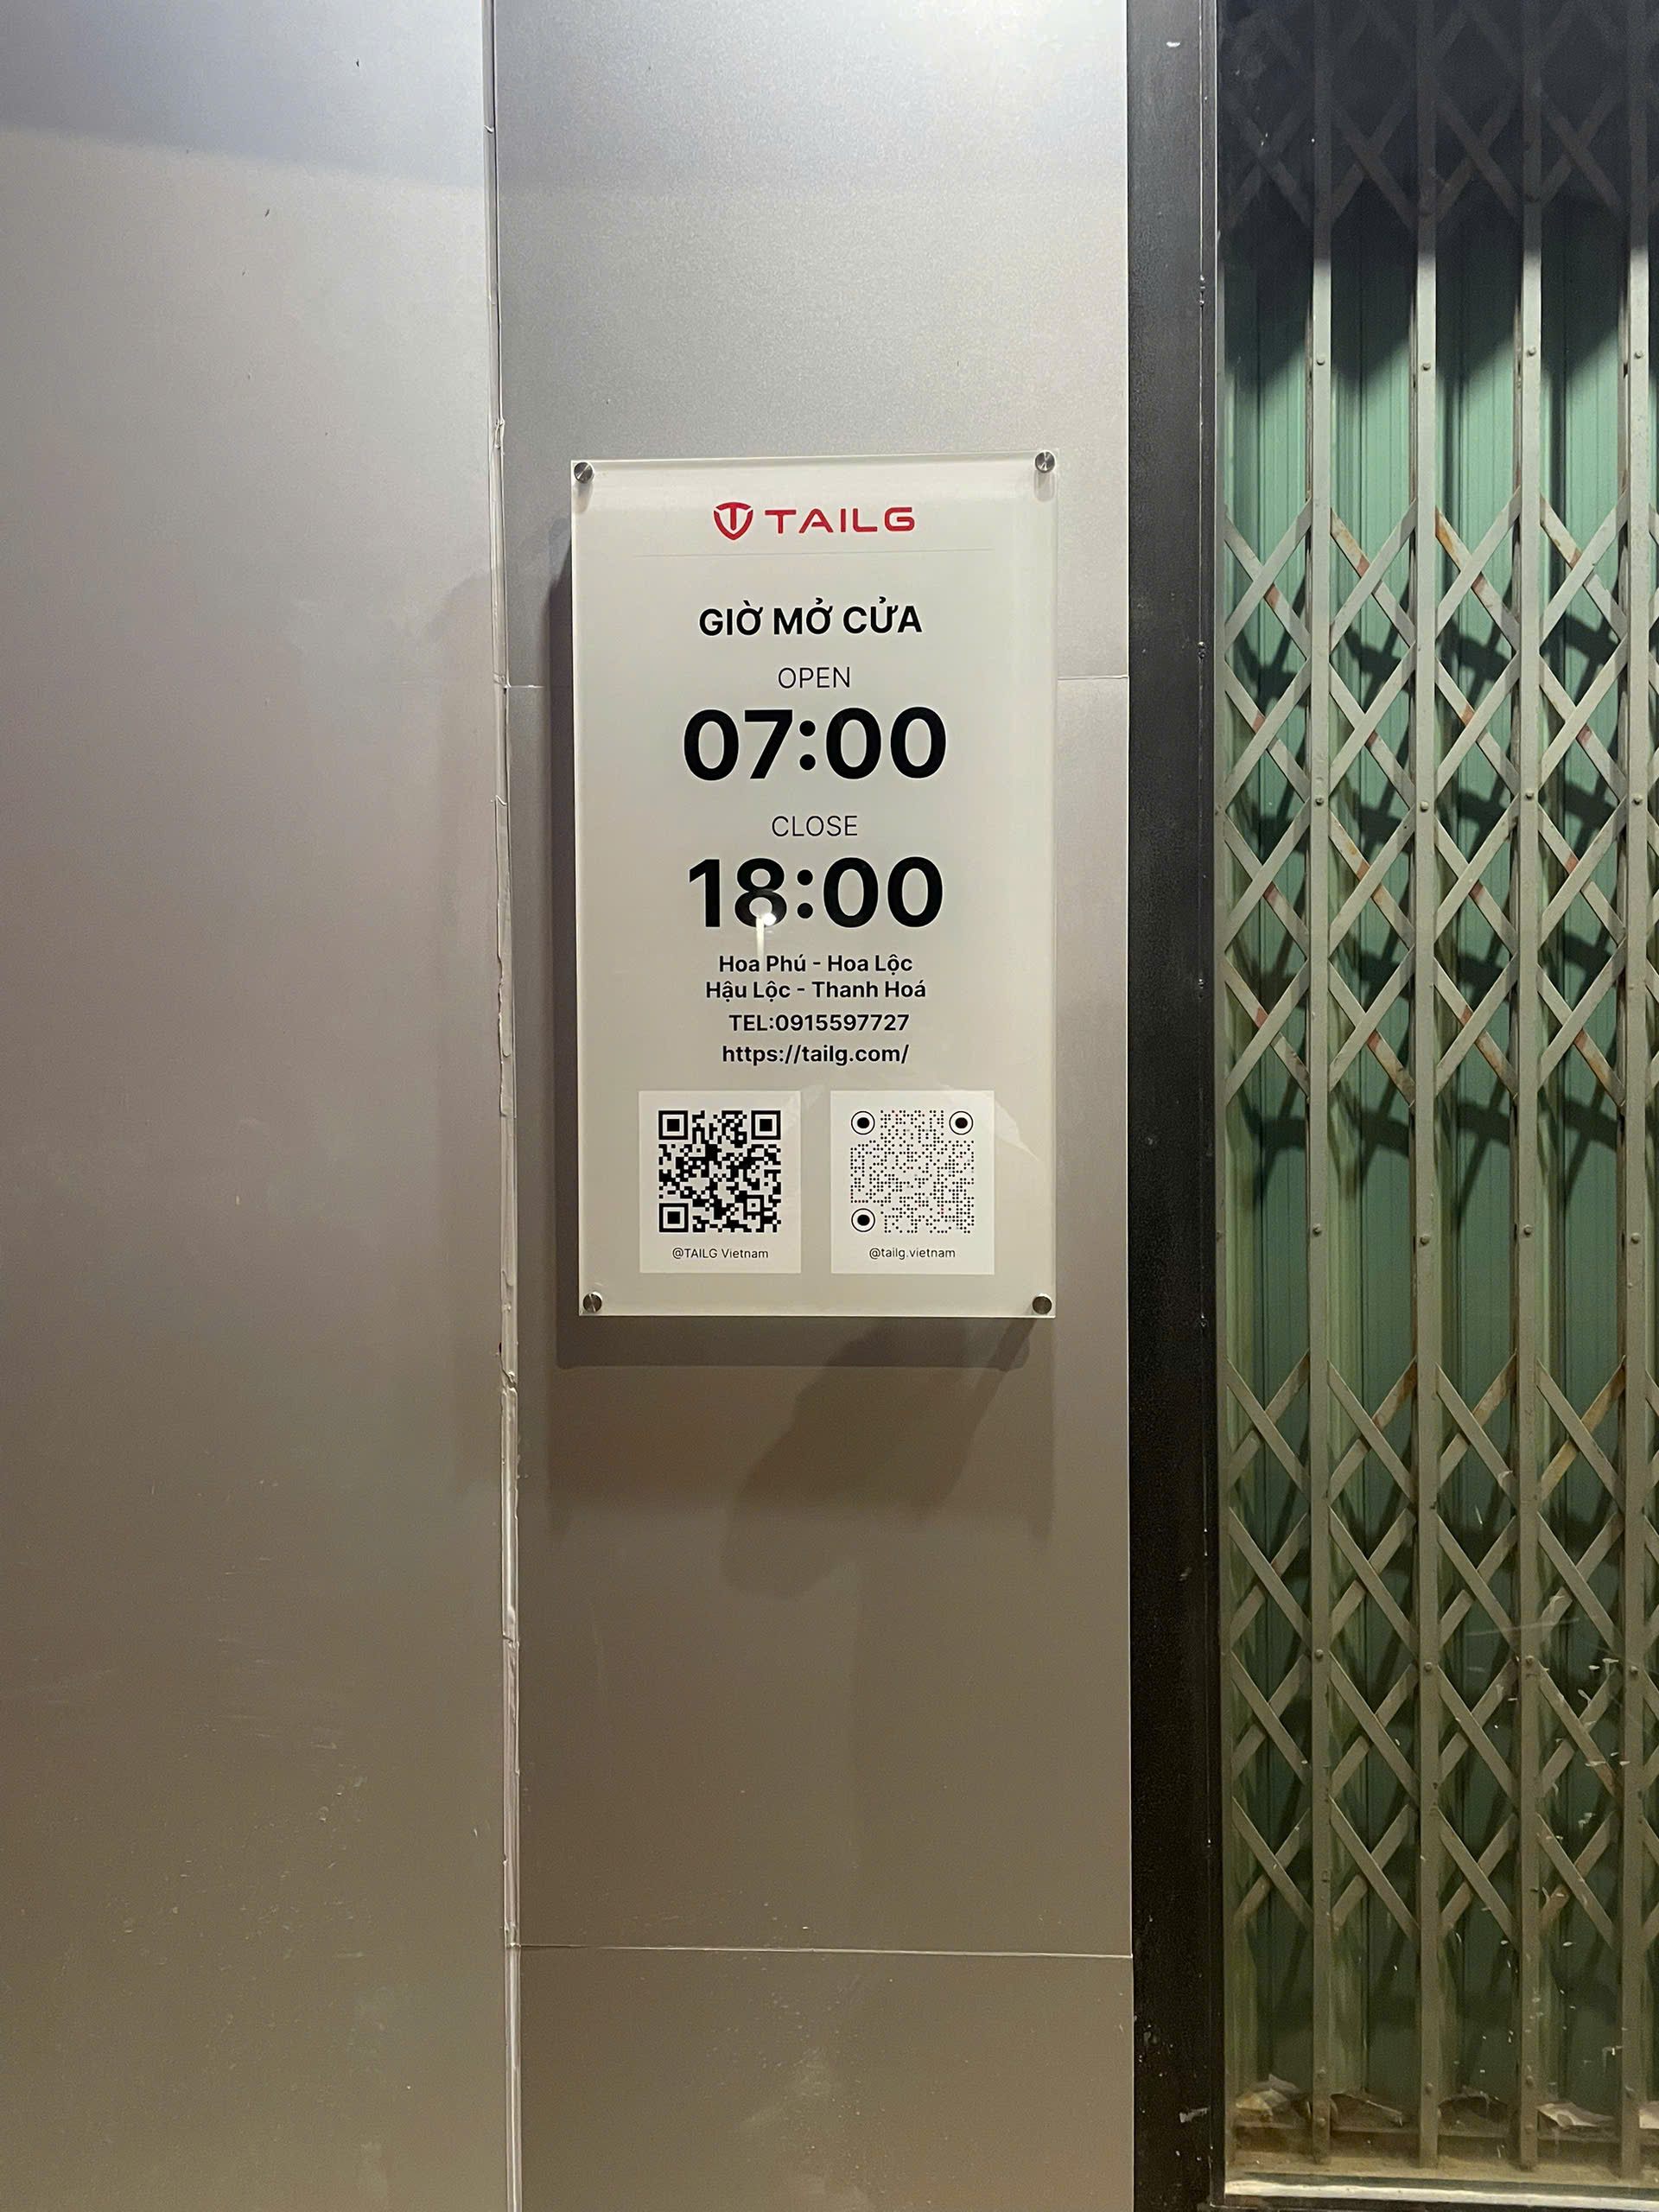 TAILG
GIỜ MỞ CỬA
OPEN
07:00
CLOSE
18:00
Hoa Phú - Hoa Lộc
Hậu Lộc - Thanh Hoá
TEL:0915597727
https://tailg.com/
@TAILG Vietnam
@tailg.vietnam